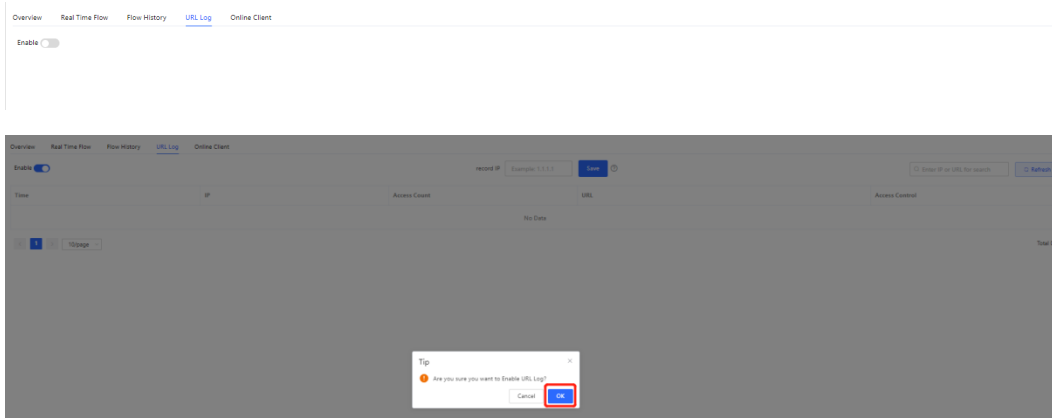 Overview Real Time Flow Flow History URL Log Online Client
Enable
Overview Real Time Flow Flow History URL Log Online Client
Enable record IP Example: 1.1.1.1 Save Enter IP or URL for search Refresh
Time IP Access Count URL Access Control
No Data
1 10/page Total
Tip
Are you sure you want to Enable URL Log?
Cancel OK